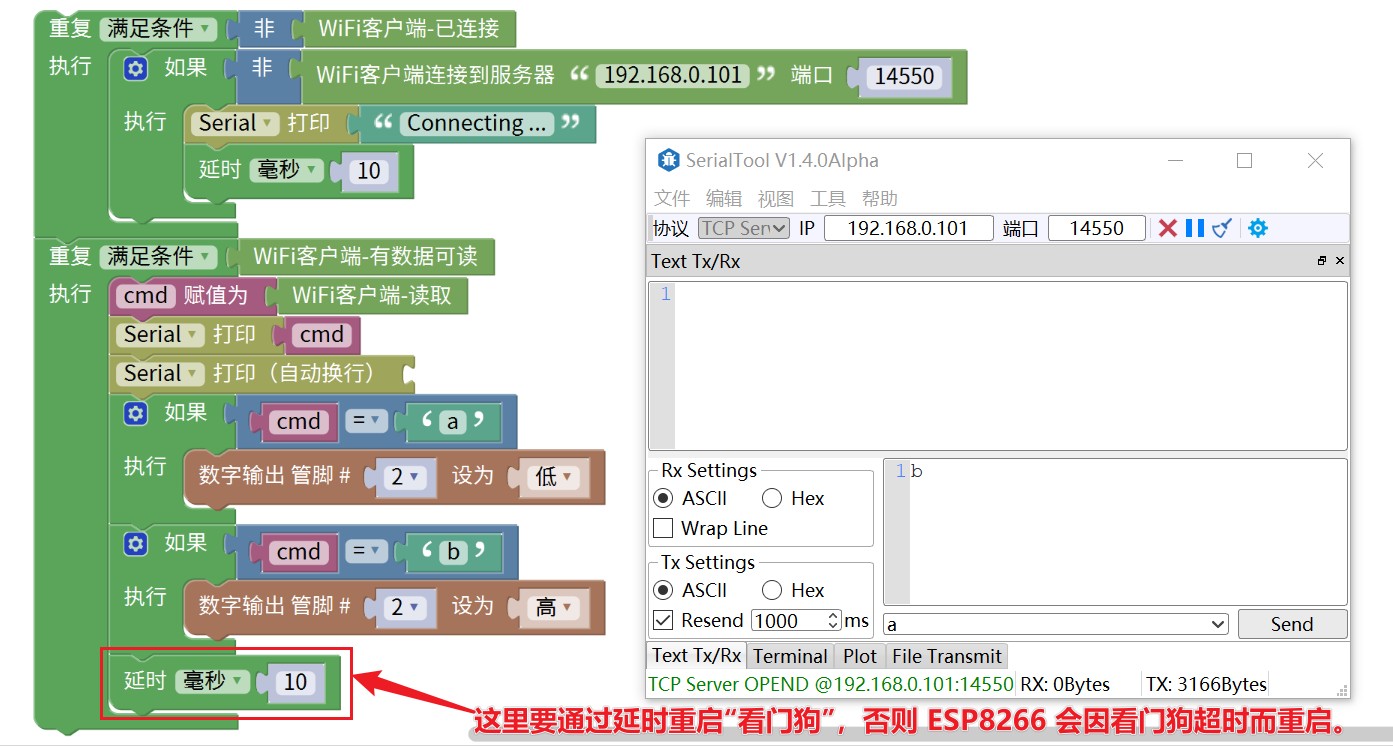 重复 满足条件 非 WiFi客户端-已连接
执行 如果 非 WiFi客户端连接到服务器 “ 192.168.0.101 ” 端口 14550
执行 Serial 打印 “ Connecting ... ”
延时 毫秒 10
重复 满足条件 WiFi客户端-有数据可读
执行 cmd 赋值为 WiFi客户端-读取
Serial 打印 cmd
Serial 打印（自动换行）
如果 cmd = ‘ a ’
执行 数字输出 管脚 # 2 设为 低
如果 cmd = ‘ b ’
执行 数字输出 管脚 # 2 设为 高
延时 毫秒 10
SerialTool V1.4.0Alpha
文件 编辑 视图 工具 帮助
协议 TCP Serv IP 192.168.0.101 端口 14550
Text Tx/Rx
1
Rx Settings
ASCII Hex
Wrap Line
1 b
Tx Settings
ASCII Hex
Resend 1000 ms
a Send
Text Tx/Rx Terminal Plot File Transmit
TCP Server OPEND @192.168.0.101:14550 RX: 0Bytes TX: 3166Bytes
这里要通过延时重启“看门狗”，否则 ESP8266 会因看门狗超时而重启。